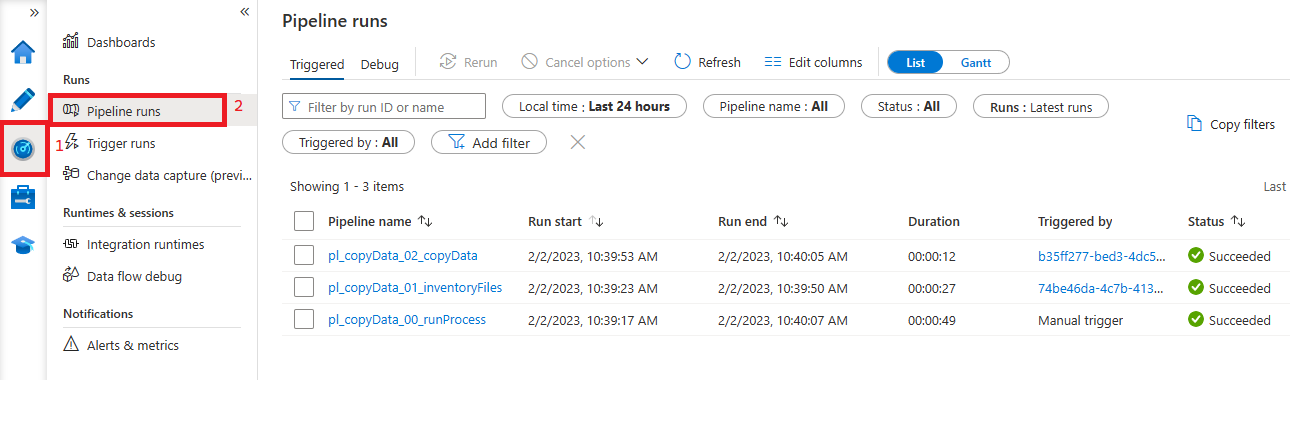 »
«
Dashboards
Runs
Pipeline runs
2
1
Trigger runs
Change data capture (previ...
Runtimes & sessions
Integration runtimes
Data flow debug
Notifications
Alerts & metrics
Pipeline runs
Triggered Debug Rerun Cancel options Refresh Edit columns List Gantt
Filter by run ID or name Local time : Last 24 hours Pipeline name : All Status : All Runs : Latest runs
Copy filters
Triggered by : All Add filter
Showing 1 - 3 items Last
Pipeline name Run start Run end Duration Triggered by Status
pl_copyData_02_copyData 2/2/2023, 10:39:53 AM 2/2/2023, 10:40:05 AM 00:00:12 b35ff277-bed3-4dc5... Succeeded
pl_copyData_01_inventoryFiles 2/2/2023, 10:39:23 AM 2/2/2023, 10:39:50 AM 00:00:27 74be46da-4c7b-413... Succeeded
pl_copyData_00_runProcess 2/2/2023, 10:39:17 AM 2/2/2023, 10:40:07 AM 00:00:49 Manual trigger Succeeded